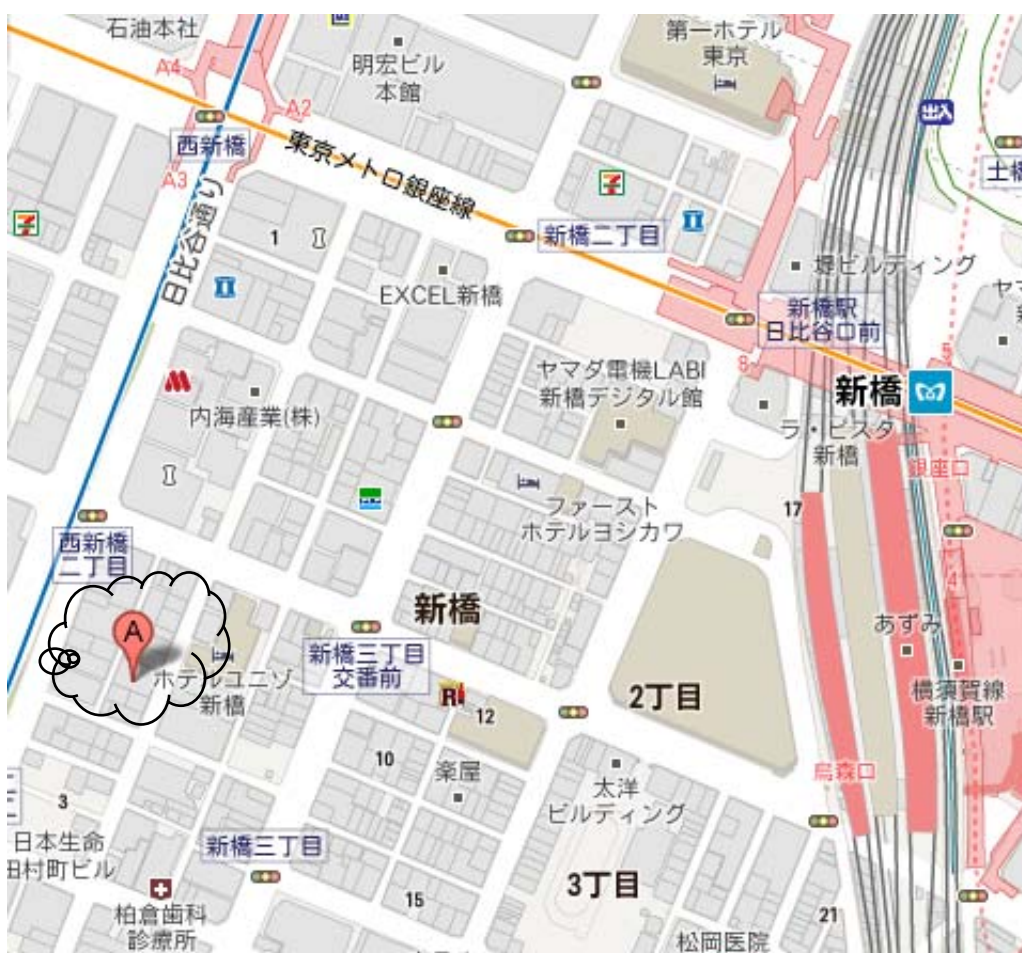 石油本社
A4
明宏ビル
本館
第一ホテル
東京
A2
出入
西新橋
東京メトロ銀座線
A3
日比谷通り
7
7
土橋
1
新橋二丁目
堀ビルディング
EXCEL新橋
新橋駅
日比谷口前
8
5
ヤマダ電機LABI
新橋デジタル館
新橋
内海産業(株)
ラ・ピスタ
新橋
銀座口
17
ファースト
ホテルヨシカワ
西新橋
二丁目
4
新橋
A
あずみ
新橋三丁目
交番前
ホテルユニゾ
新橋
R
12
2丁目
横須賀線
新橋駅
10
楽屋
太洋
ビルディング
烏森口
3
日本生命
田村町ビル
新橋三丁目
3丁目
柏倉歯科
診療所
15
21
松岡医院